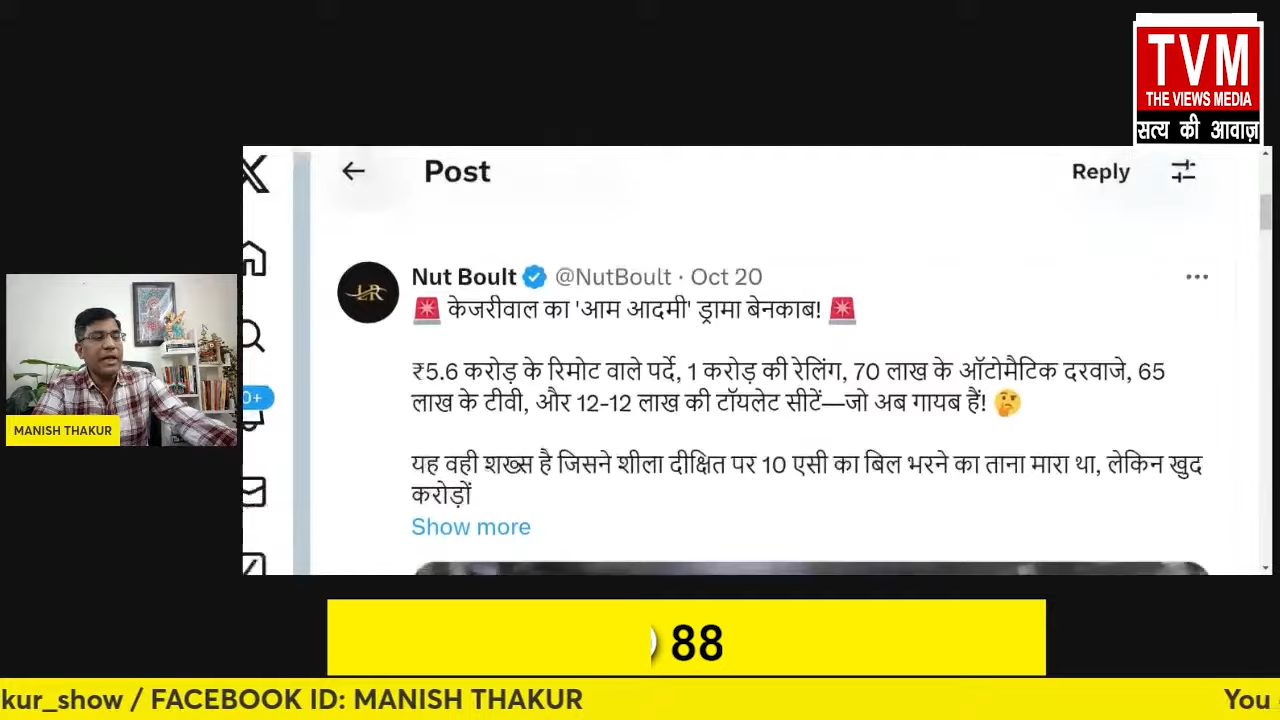 TVM
THE VIEWS MEDIA
सत्य की आवाज़
Post
Reply
Nut Boult @NutBoult · Oct 20
🚨 केजरीवाल का 'आम आदमी' ड्रामा बेनकाब! 🚨
₹5.6 करोड़ के रिमोट वाले पर्दे, 1 करोड़ की रेलिंग, 70 लाख के ऑटोमैटिक दरवाजे, 65
लाख के टीवी, और 12-12 लाख की टॉयलेट सीटें—जो अब गायब हैं! 🤔
यह वही शख्स है जिसने शीला दीक्षित पर 10 एसी का बिल भरने का ताना मारा था, लेकिन खुद
करोड़ों
Show more
0+
MANISH THAKUR
88
kur_show / FACEBOOK ID: MANISH THAKUR
You